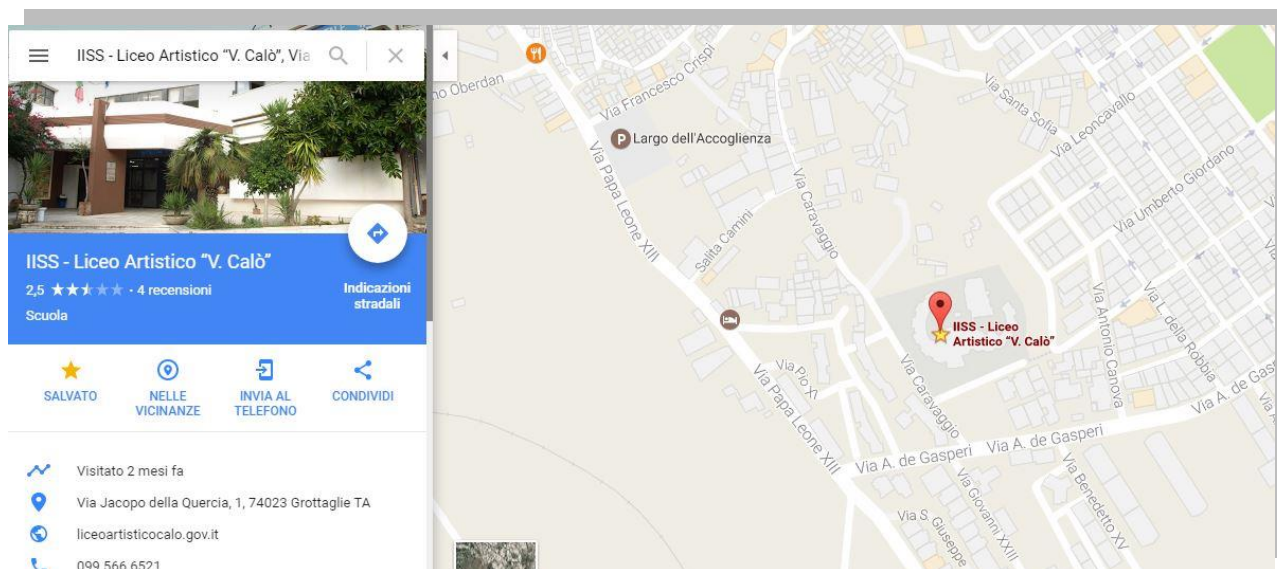 IISS - Liceo Artistico “V. Calò”, Via
IISS - Liceo Artistico “V. Calò”
2,5
· 4 recensioni
Scuola
Indicazioni
stradali
SALVATO
NELLE
VICINANZE
INVIA AL
TELEFONO
CONDIVIDI
Visitato 2 mesi fa
Via Jacopo della Quercia, 1, 74023 Grottaglie TA
liceoartisticocalo.gov.it
099 566 6521
no Oberdan
Via Francesco Crispi
P Largo dell'Accoglienza
Via Papa Leone XIII
Salita Camini
Via Caravaggio
Via Santa Sofia
Via Leoncavallo
Via Umberto Giordano
IISS - Liceo
Artistico “V. Calò”
Via Antonio Canova
Via L. della Robbia
Via A. de Gas
Via Pio X
Via Papa Leone XIII
Via Caravaggio
Via A. de Gasperi
Via A. de Gasperi
Via S. Giuseppe
Via Giovanni XXIII
Via Benedetto XV